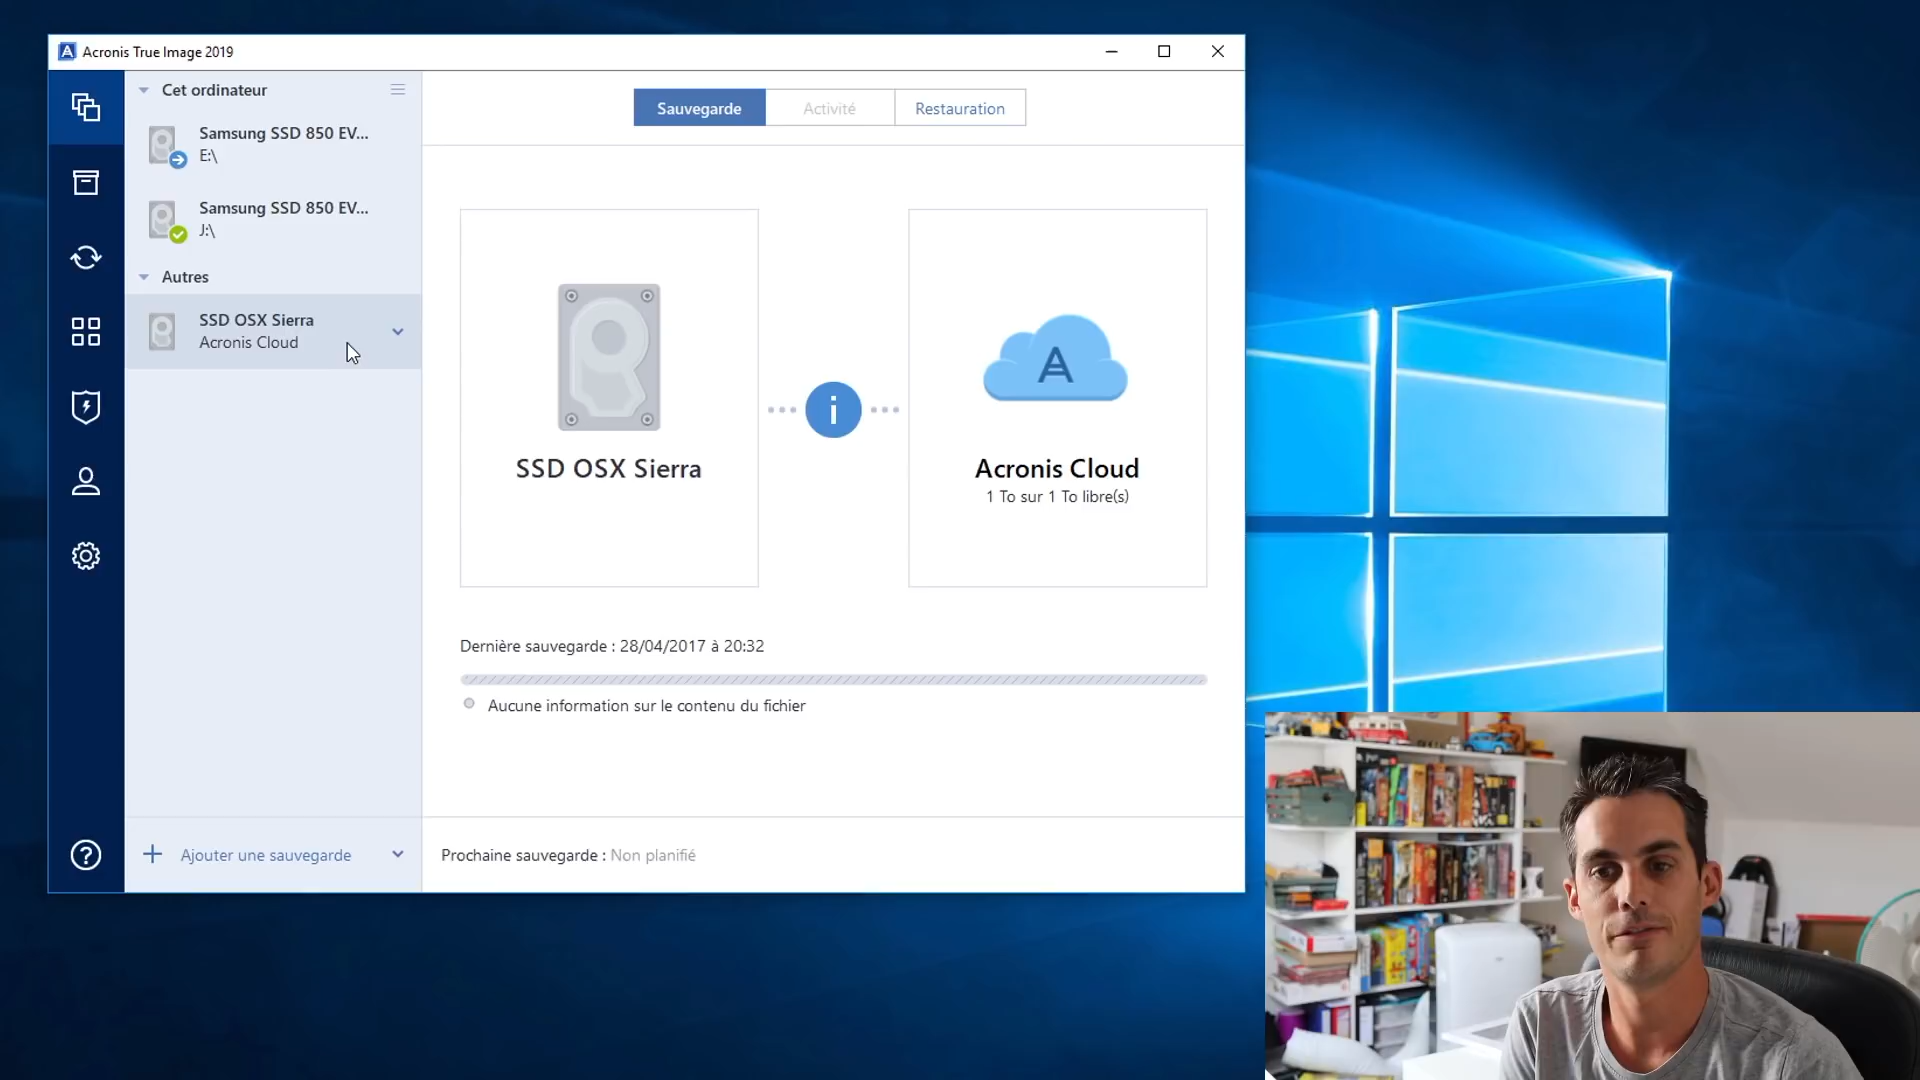 Acronis True Image 2019
Cet ordinateur
Samsung SSD 850 EV...
E:\
Samsung SSD 850 EV...
J:\
Autres
SSD OSX Sierra
Acronis Cloud
Ajouter une sauvegarde
Sauvegarde
Activité
Restauration
SSD OSX Sierra
Acronis Cloud
1 To sur 1 To libre(s)
Dernière sauvegarde : 28/04/2017 à 20:32
Aucune information sur le contenu du fichier
Prochaine sauvegarde : Non planifié